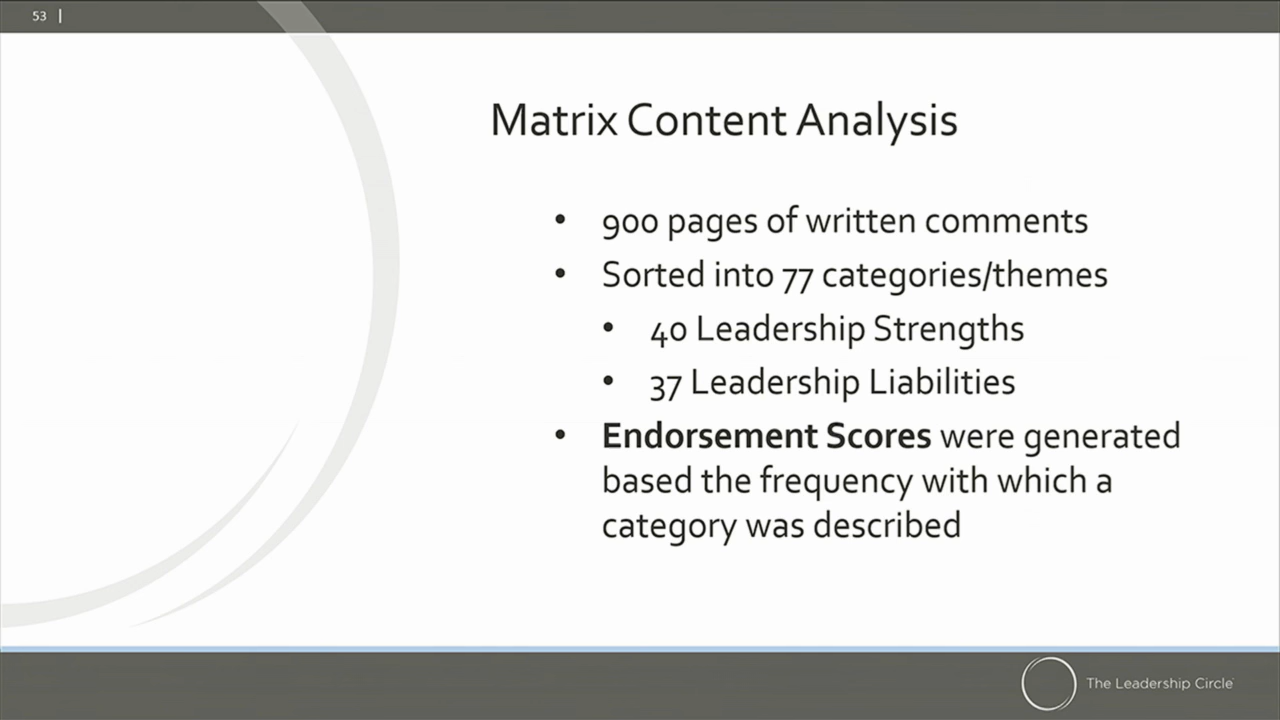 53 |
Matrix Content Analysis
• 900 pages of written comments
• Sorted into 77 categories/themes
• 40 Leadership Strengths
• 37 Leadership Liabilities
• Endorsement Scores were generated
based the frequency with which a
category was described
The Leadership Circle